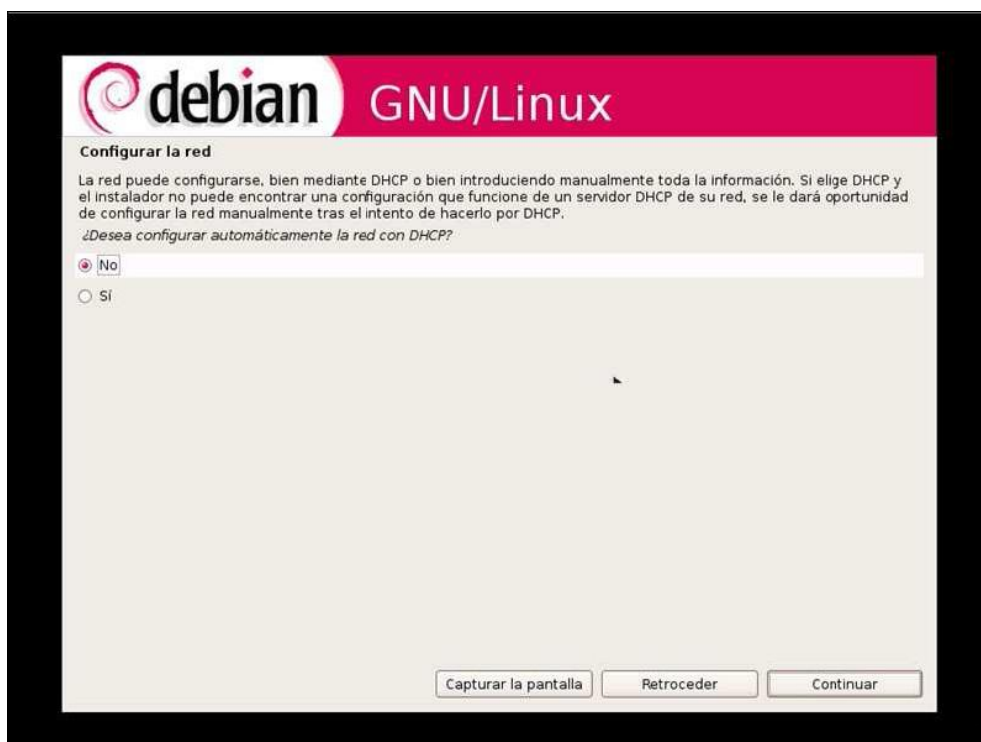 debian GNU/Linux
Configurar la red
La red puede configurarse, bien mediante DHCP o bien introduciendo manualmente toda la información. Si elige DHCP y
el instalador no puede encontrar una configuración que funcione de un servidor DHCP de su red, se le dará oportunidad
de configurar la red manualmente tras el intento de hacerlo por DHCP.
¿Desea configurar automáticamente la red con DHCP?
No
Sí
Capturar la pantalla Retroceder Continuar